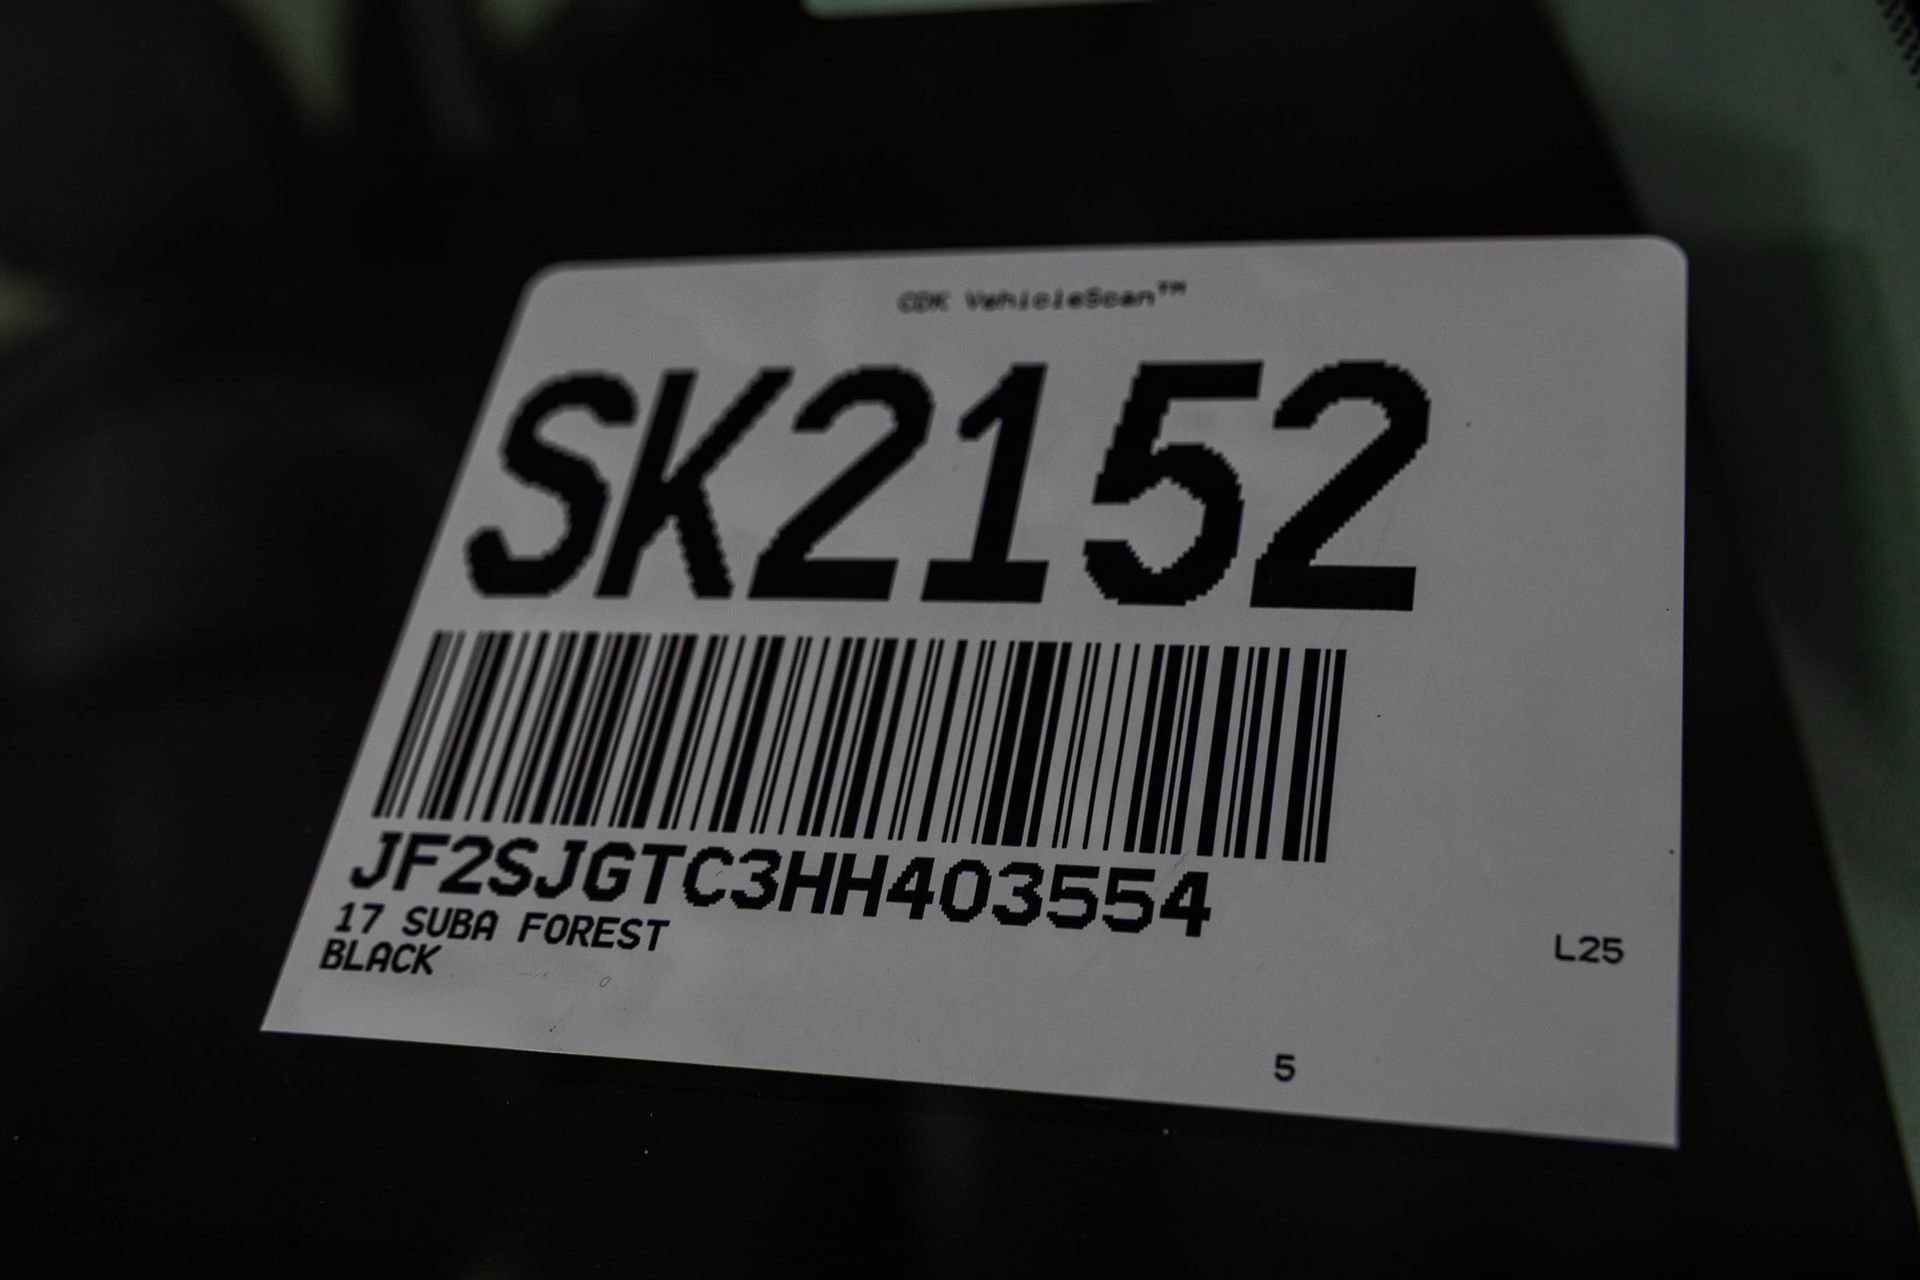 CDK VehicleScan™
SK2152
JF2SJGTC3HH403554
17 SUBA FOREST
BLACK
L25
5